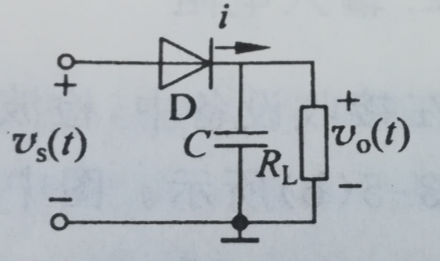 i
+
D
+
v_s(t)
C
R_L
v_o(t)
−
−